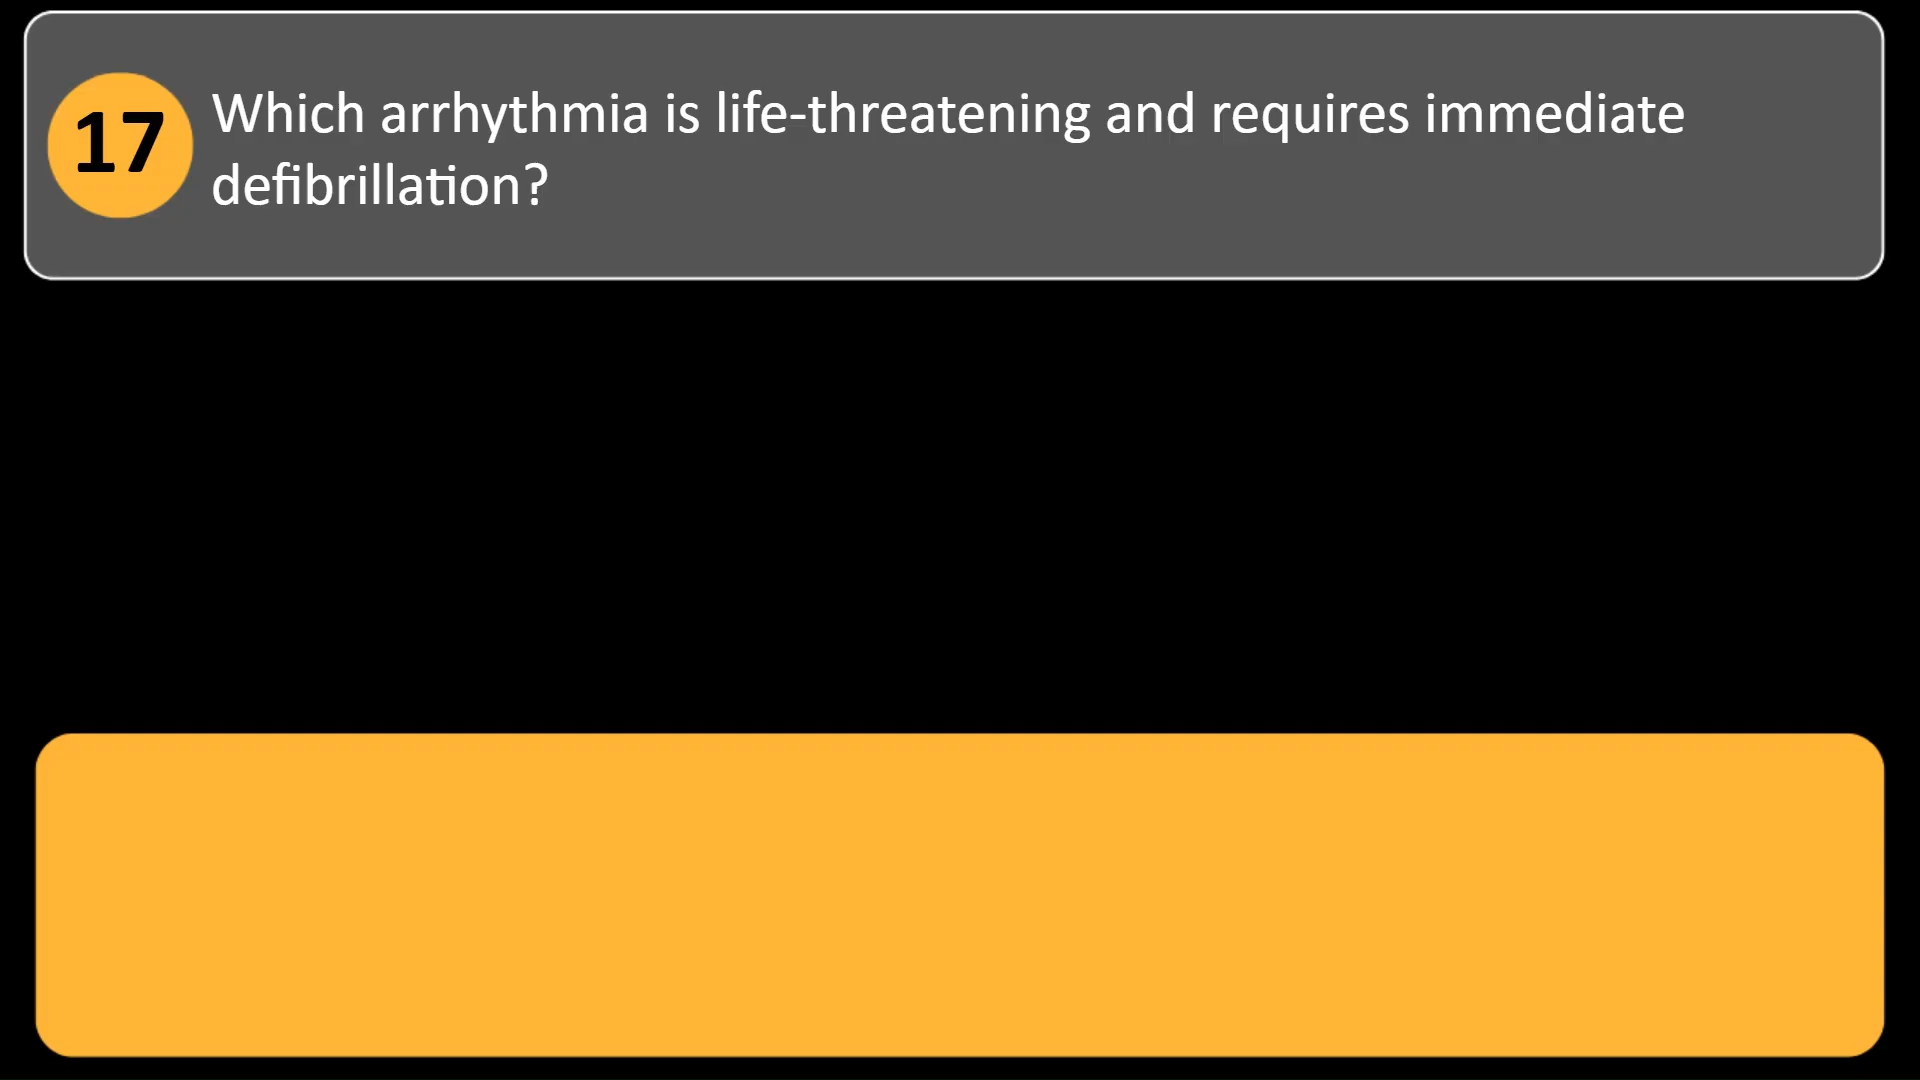 17
Which arrhythmia is life-threatening and requires immediate
defibrillation?